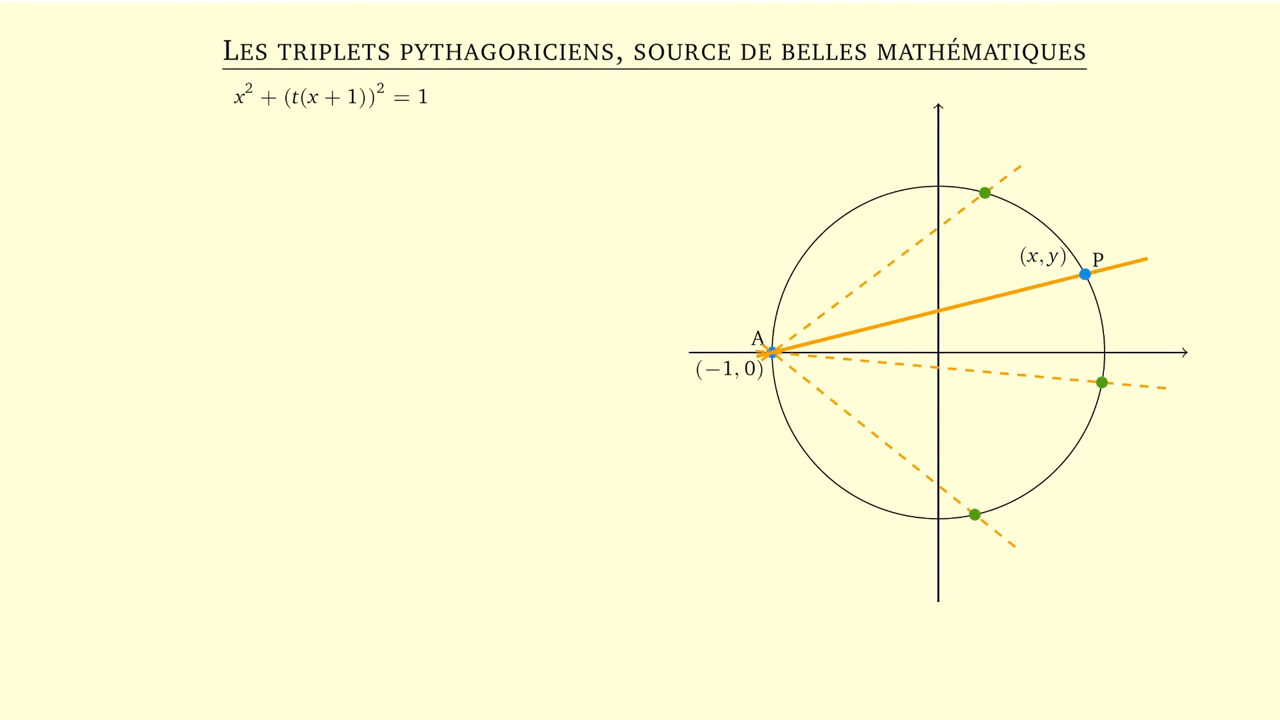 LES TRIPLETS PYTHAGORICIENS, SOURCE DE BELLES MATHÉMATIQUES
x² + (t(x + 1))² = 1
(x, y) P
A
(−1, 0)